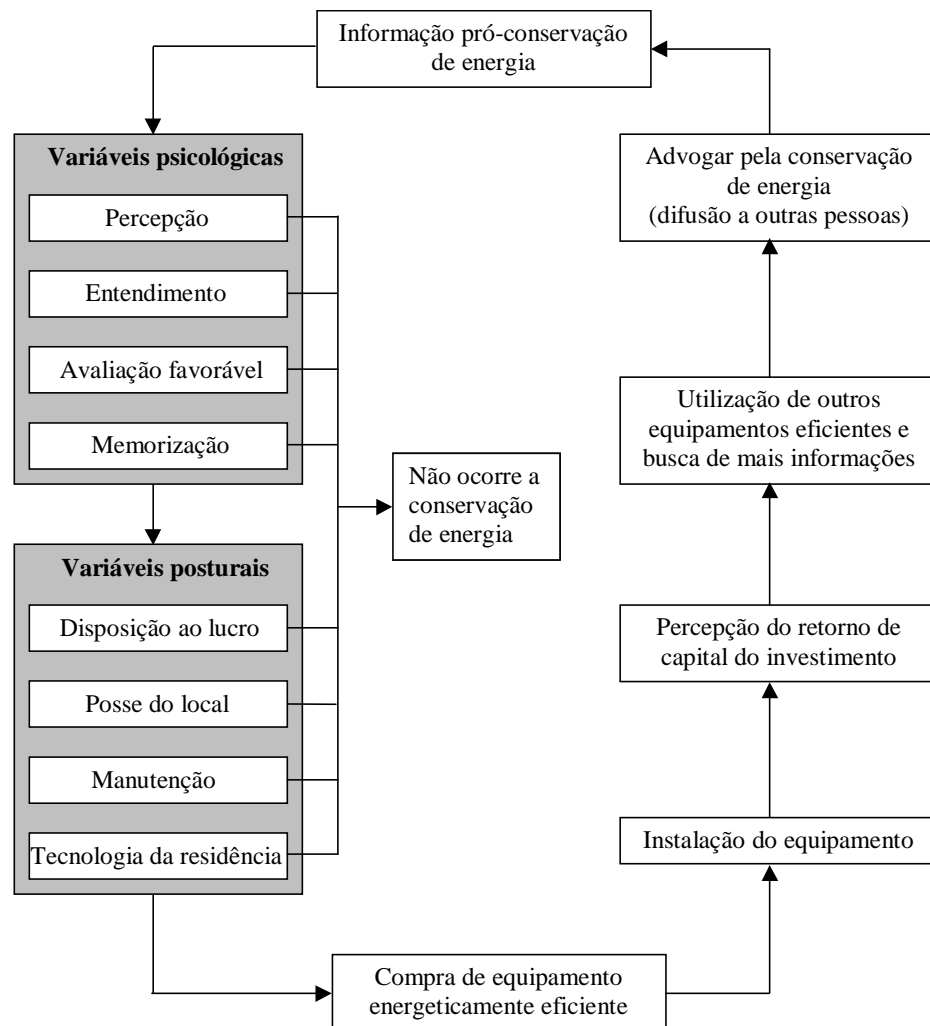 Informação pró-conservação
de energia
Variáveis psicológicas
Percepção
Entendimento
Avaliação favorável
Memorização
Não ocorre a
conservação
de energia
Variáveis posturais
Disposição ao lucro
Posse do local
Manutenção
Tecnologia da residência
Compra de equipamento
energeticamente eficiente
Instalação do equipamento
Percepção do retorno de
capital do investimento
Utilização de outros
equipamentos eficientes e
busca de mais informações
Advogar pela conservação
de energia
(difusão a outras pessoas)